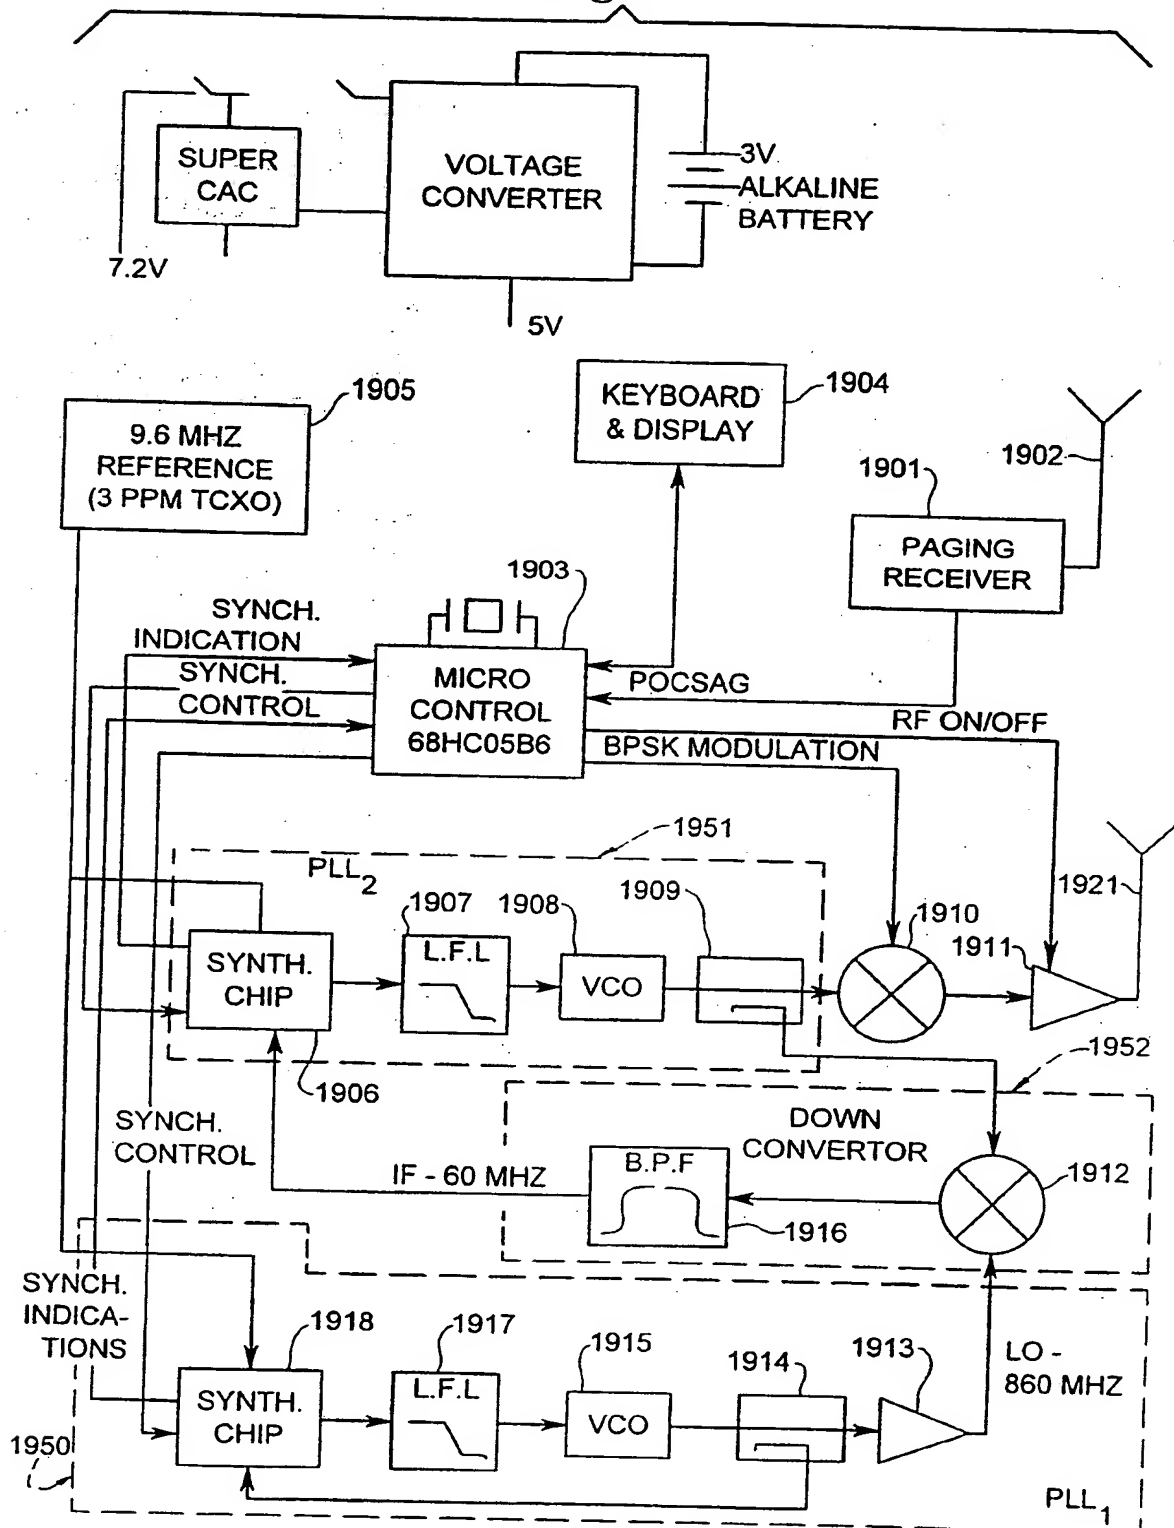 SUPER
CAC
VOLTAGE
CONVERTER
3V
ALKALINE
BATTERY
7.2V
5V
1905
9.6 MHZ
REFERENCE
(3 PPM TCXO)
KEYBOARD
& DISPLAY
1904
1902
1901
PAGING
RECEIVER
1903
SYNCH.
INDICATION
SYNCH.
CONTROL
MICRO
CONTROL
68HC05B6
POCSAG
RF ON/OFF
BPSK MODULATION
1951
PLL2
1907
1908
1909
1910
1911
1921
SYNTH.
CHIP
L.F.L
VCO
1906
1952
SYNCH.
CONTROL
DOWN
CONVERTOR
IF - 60 MHZ
B.P.F
1912
1916
SYNCH.
INDICA-
TIONS
1918
1917
1915
1914
1913
LO -
860 MHZ
SYNTH.
CHIP
L.F.L
VCO
1950
PLL1